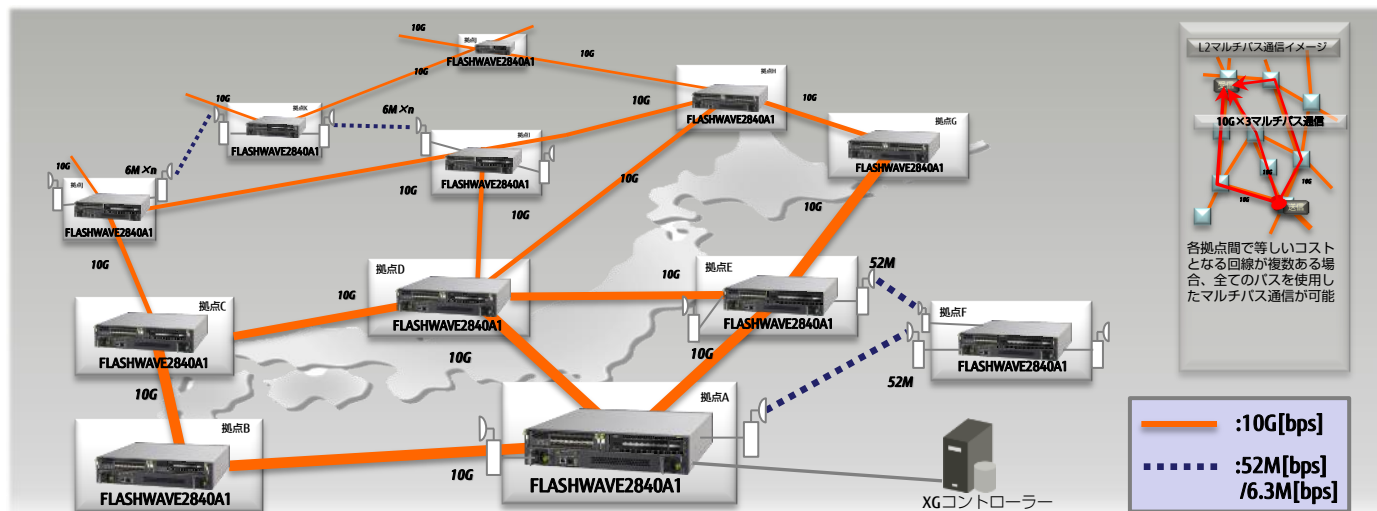 拠点J
10G
10G
10G
FLASHWAVE2840A1
10G
拠点H
FLASHWAVE2840A1
10G
拠点K
FLASHWAVE2840A1
6M×n
6M×n
拠点I
FLASHWAVE2840A1
10G
拠点G
FLASHWAVE2840A1
10G
FLASHWAVE2840A1
10G
10G
10G
10G
10G
拠点D
FLASHWAVE2840A1
10G
拠点E
FLASHWAVE2840A1
52M
拠点C
FLASHWAVE2840A1
10G
拠点F
FLASHWAVE2840A1
52M
10G
10G
10G
拠点A
FLASHWAVE2840A1
拠点B
FLASHWAVE2840A1
10G
XGコントローラー
L2マルチパス通信イメージ
10G×3マルチパス通信
10G
10G
10G
送信
各拠点間で等しいコスト
となる回線が複数ある場
合、全てのパスを使用し
たマルチパス通信が可能
:10G[bps]
:52M[bps]
/6.3M[bps]